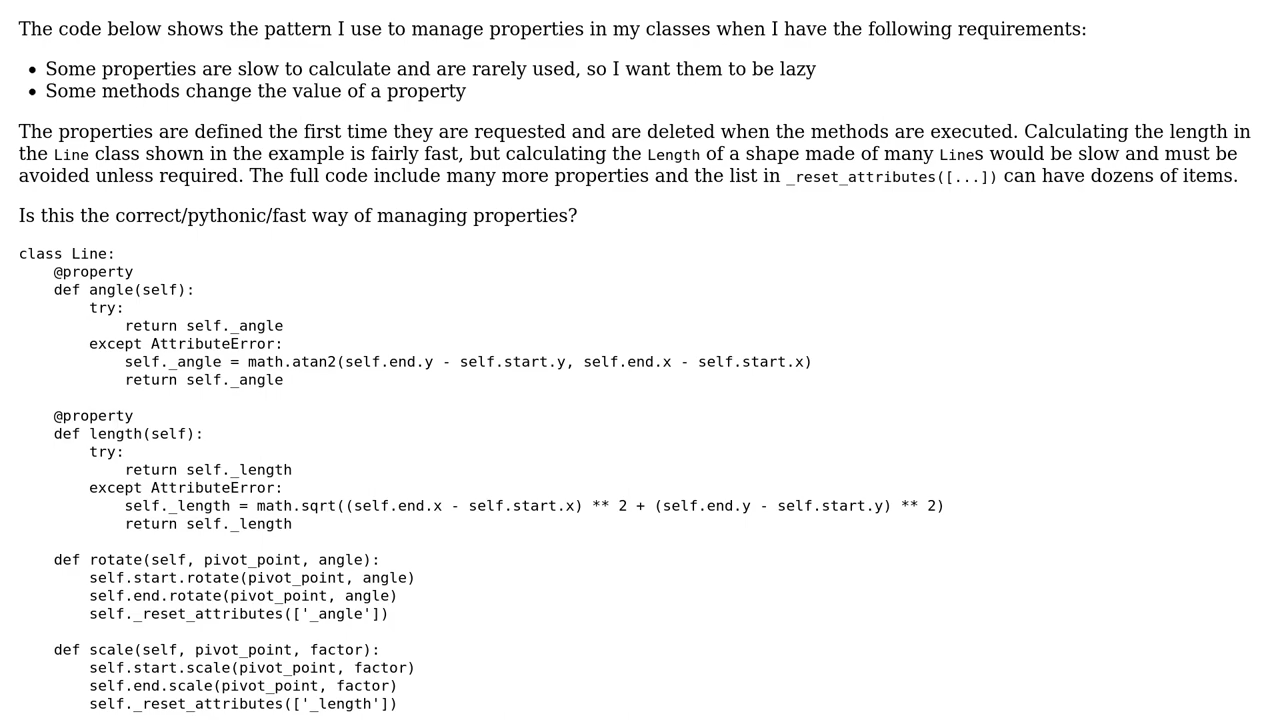 The code below shows the pattern I use to manage properties in my classes when I have the following requirements:
• Some properties are slow to calculate and are rarely used, so I want them to be lazy
• Some methods change the value of a property
The properties are defined the first time they are requested and are deleted when the methods are executed. Calculating the length in
the Line class shown in the example is fairly fast, but calculating the Length of a shape made of many Lines would be slow and must be
avoided unless required. The full code include many more properties and the list in _reset_attributes([...]) can have dozens of items.
Is this the correct/pythonic/fast way of managing properties?
class Line:
    @property
    def angle(self):
        try:
            return self._angle
        except AttributeError:
            self._angle = math.atan2(self.end.y - self.start.y, self.end.x - self.start.x)
            return self._angle

    @property
    def length(self):
        try:
            return self._length
        except AttributeError:
            self._length = math.sqrt((self.end.x - self.start.x) ** 2 + (self.end.y - self.start.y) ** 2)
            return self._length

    def rotate(self, pivot_point, angle):
        self.start.rotate(pivot_point, angle)
        self.end.rotate(pivot_point, angle)
        self._reset_attributes(['_angle'])

    def scale(self, pivot_point, factor):
        self.start.scale(pivot_point, factor)
        self.end.scale(pivot_point, factor)
        self._reset_attributes(['_length'])